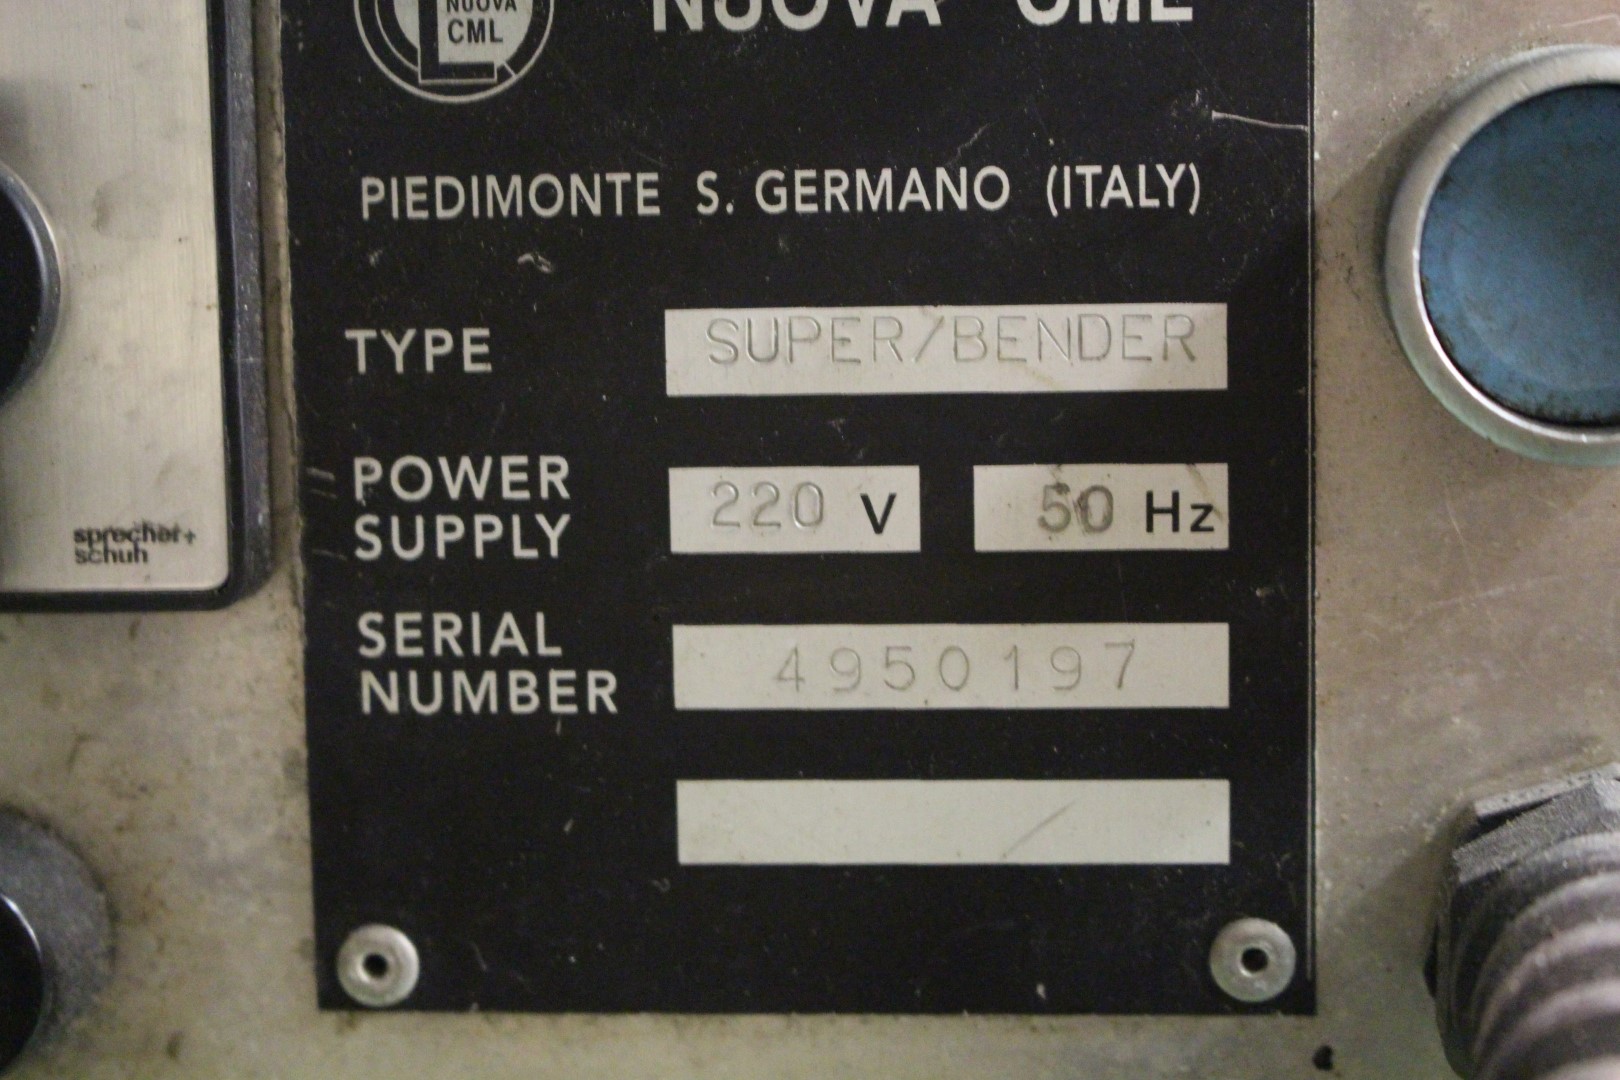 NUOVA
CML
NUOVA CML
PIEDIMONTE S. GERMANO (ITALY)
TYPE SUPER/BENDER
POWER
SUPPLY 220 V 50 Hz
SERIAL
NUMBER 4950197
sprecher+
schuh